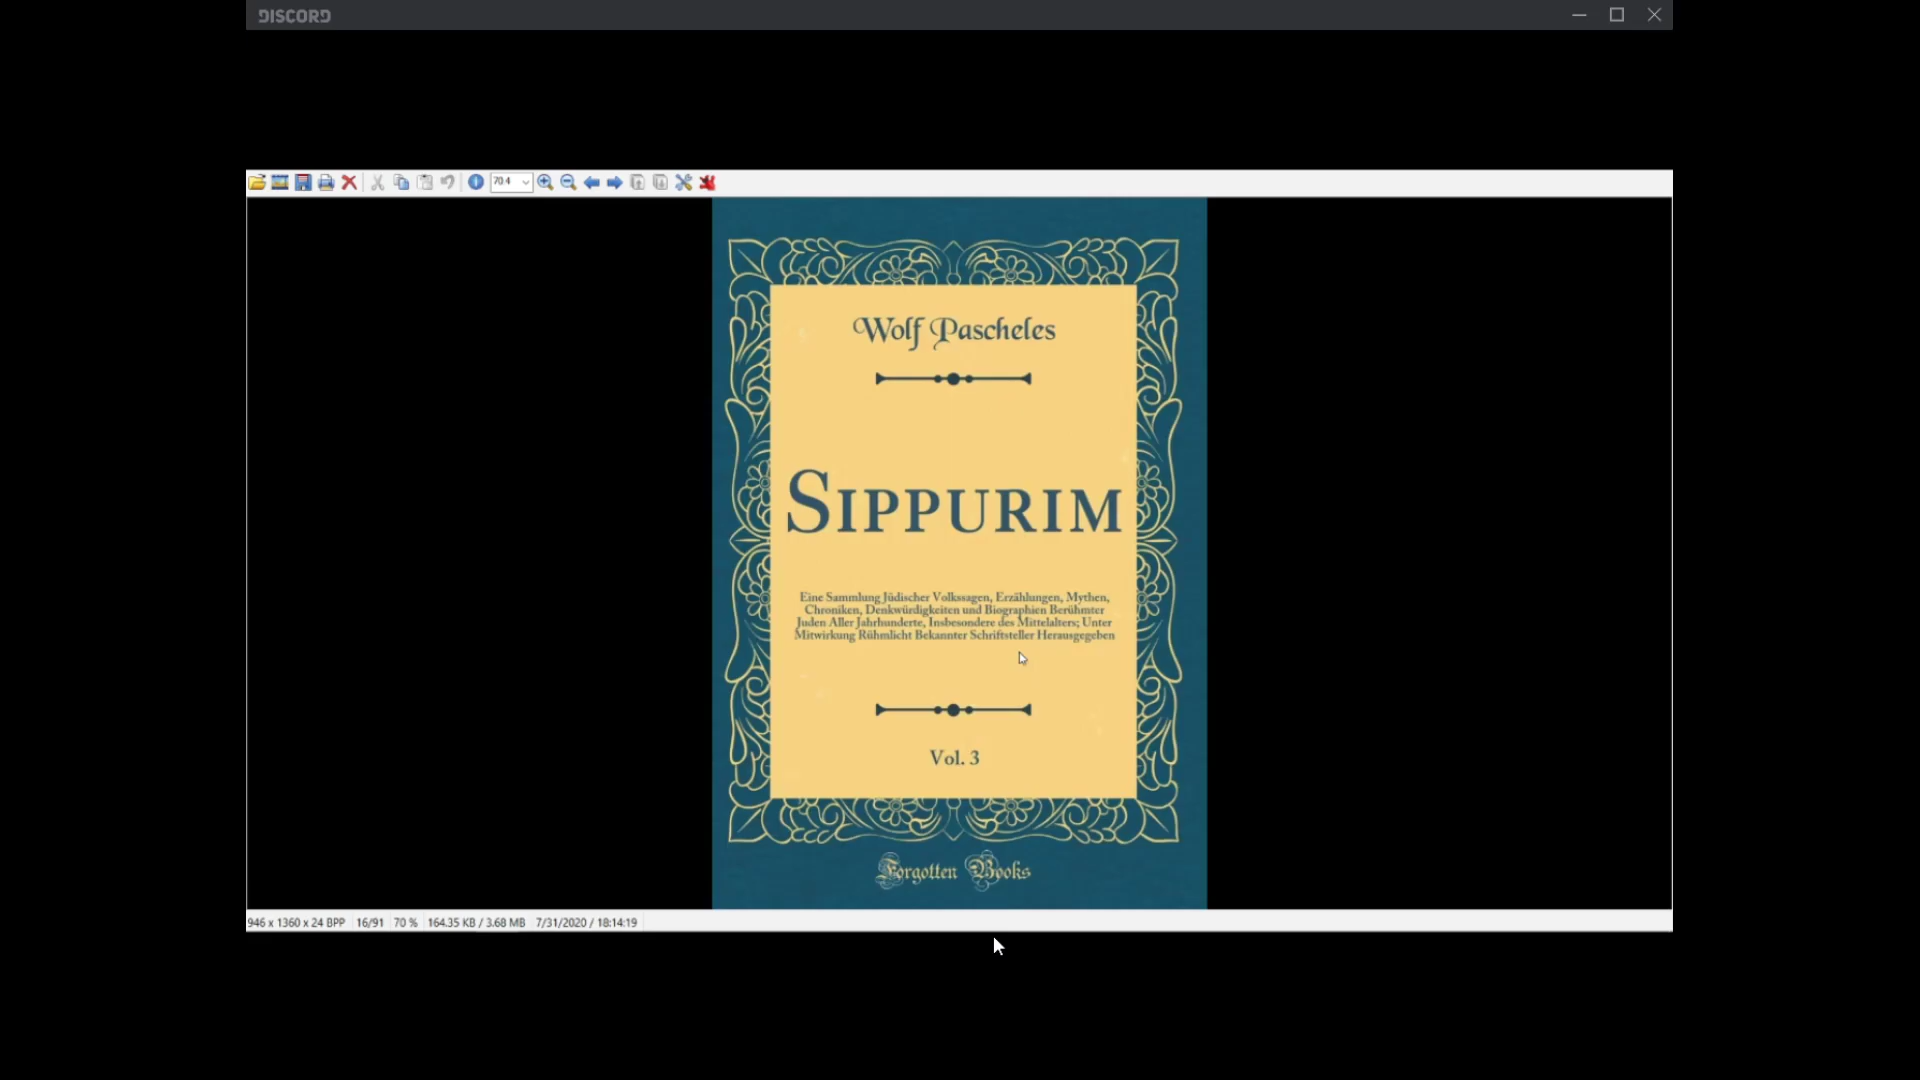 DISCORD
70.4
Wolf Pascheles
SIPPURIM
Eine Sammlung Jüdischer Volkssagen, Erzählungen, Mythen,
Chroniken, Denkwürdigkeiten und Biographien Berühmter
Juden Aller Jahrhunderte, Insbesondere des Mittelalters; Unter
Mitwirkung Rühmlicht Bekannter Schriftsteller Herausgegeben
Vol. 3
Forgotten Books
946 x 1360 x 24 BPP 16/91 70 % 164.35 KB / 3.68 MB 7/31/2020 / 18:14:19